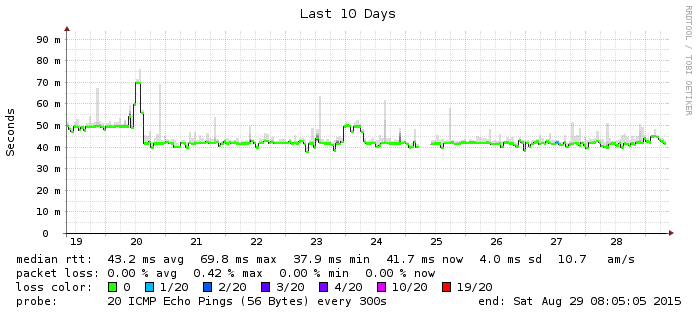 Last 10 Days
RRDTOOL / TOBI OETIKER
Seconds
90 m
80 m
70 m
60 m
50 m
40 m
30 m
20 m
10 m
0
19 20 21 22 23 24 25 26 27 28
median rtt: 43.2 ms avg 69.8 ms max 37.9 ms min 41.7 ms now 4.0 ms sd 10.7 am/s
packet loss: 0.00 % avg 0.42 % max 0.00 % min 0.00 % now
loss color: 0 1/20 2/20 3/20 4/20 10/20 19/20
probe: 20 ICMP Echo Pings (56 Bytes) every 300s end: Sat Aug 29 08:05:05 2015